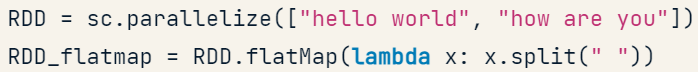 RDD = sc.parallelize(["hello world", "how are you"])
RDD_flatmap = RDD.flatMap(lambda x: x.split(" "))